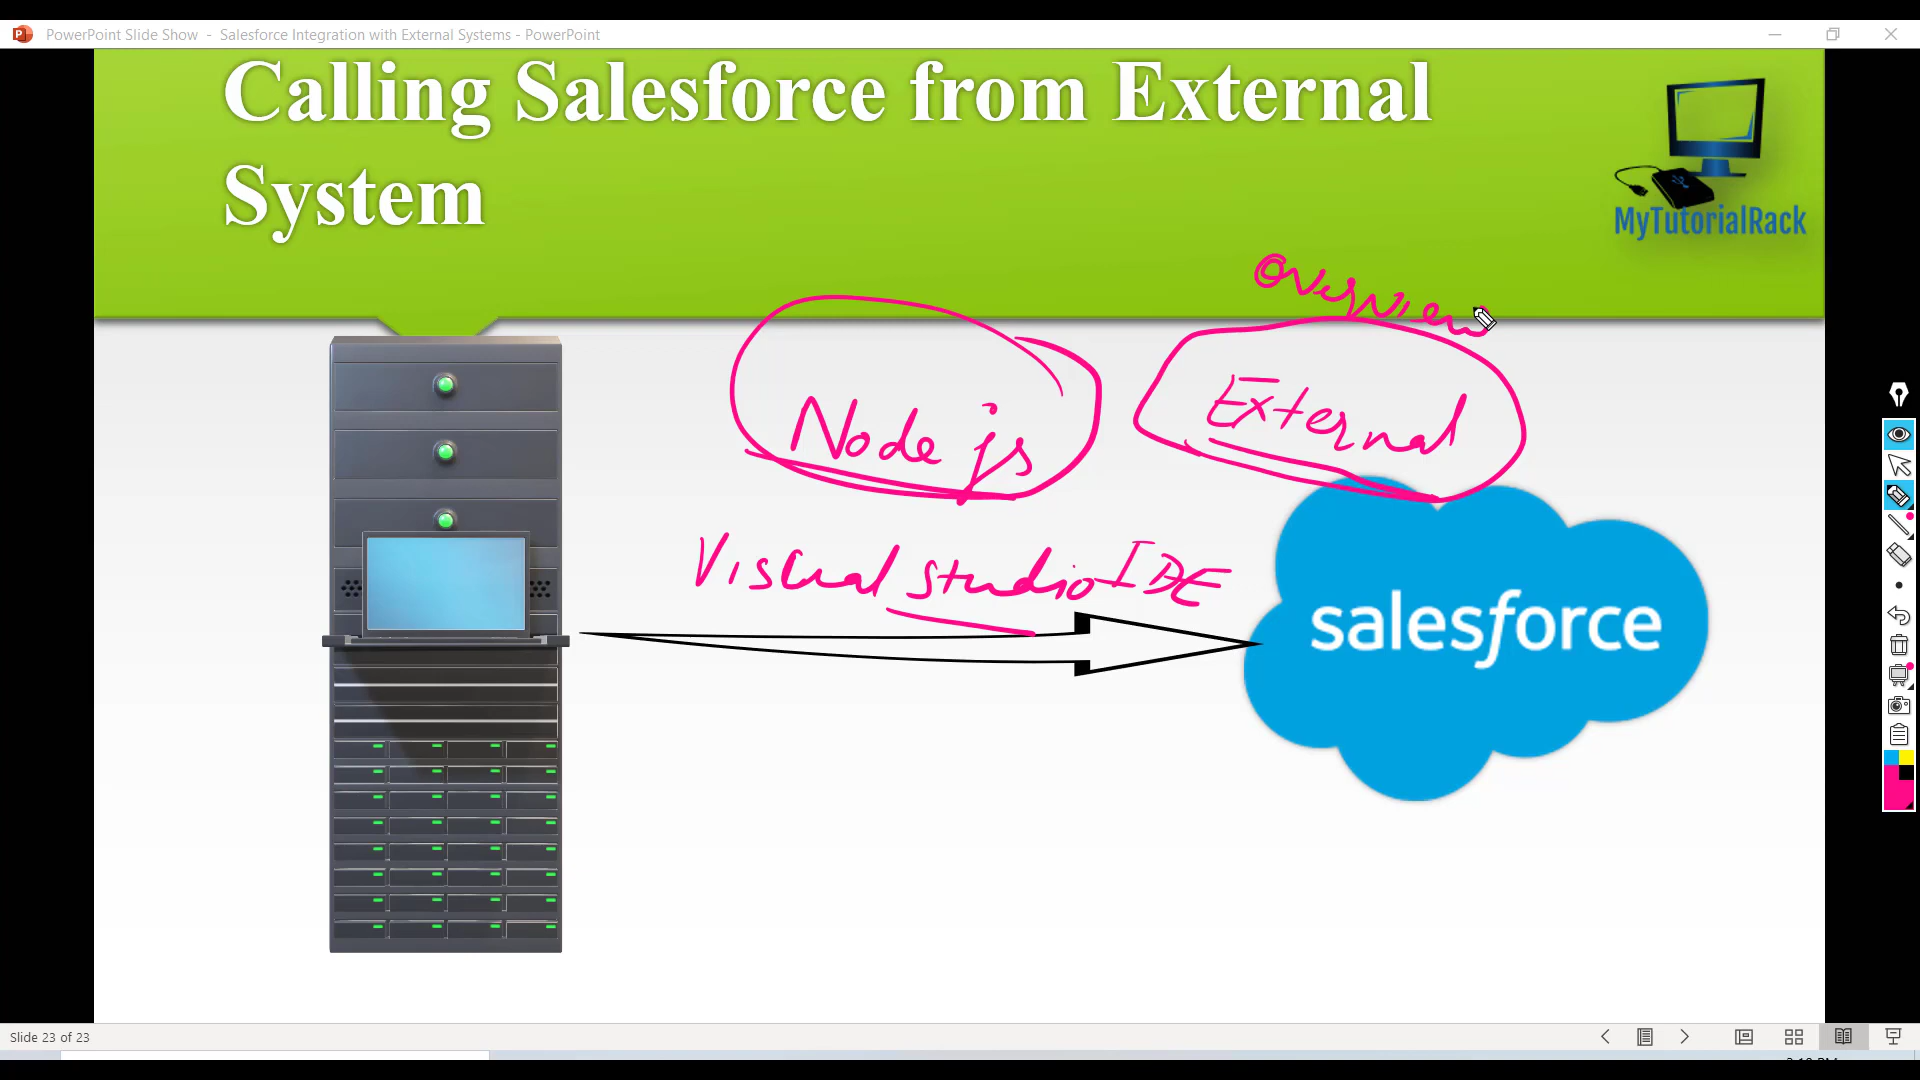 PowerPoint Slide Show - Salesforce Integration with External Systems - PowerPoint
Calling Salesforce from External
System
MyTutorialRack
overview
Node js
External
Visual Studio IDE
salesforce
Slide 23 of 23